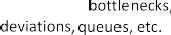 bottlenecks,
deviations, queues, etc.